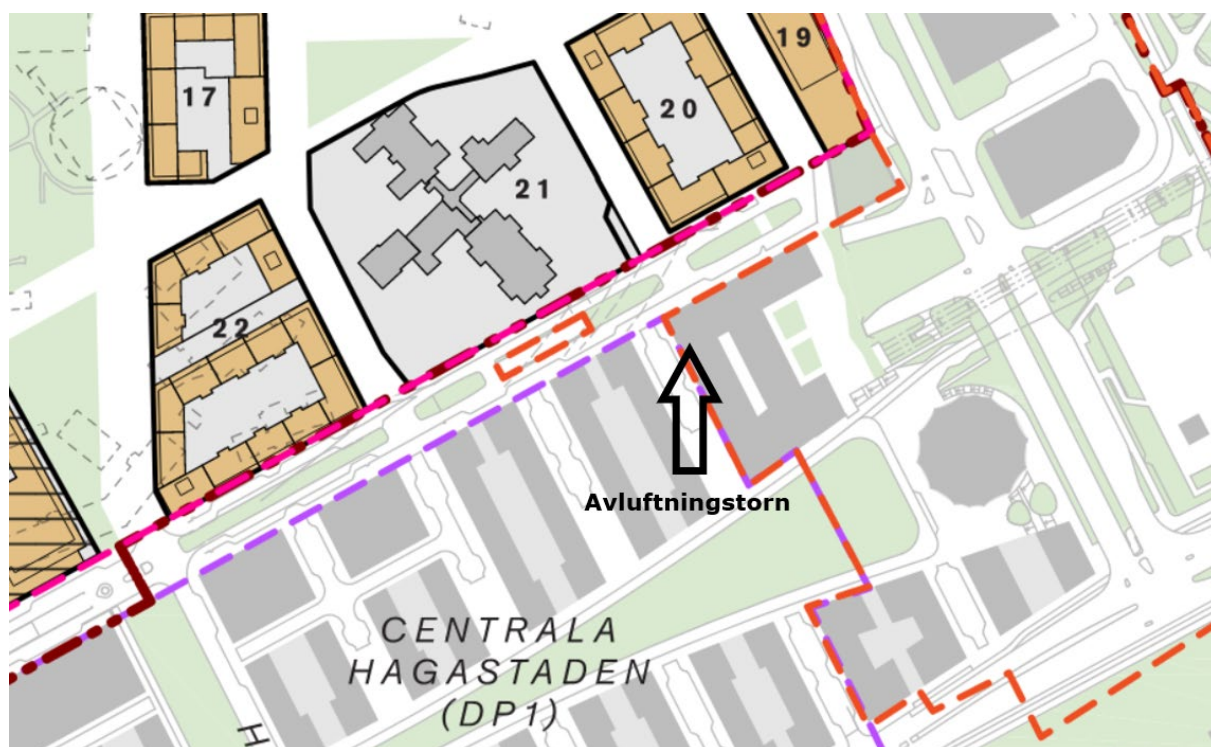 17
19
20
21
22
Avluftningstorn
CENTRALA
HAGASTADEN
(DP1)
H